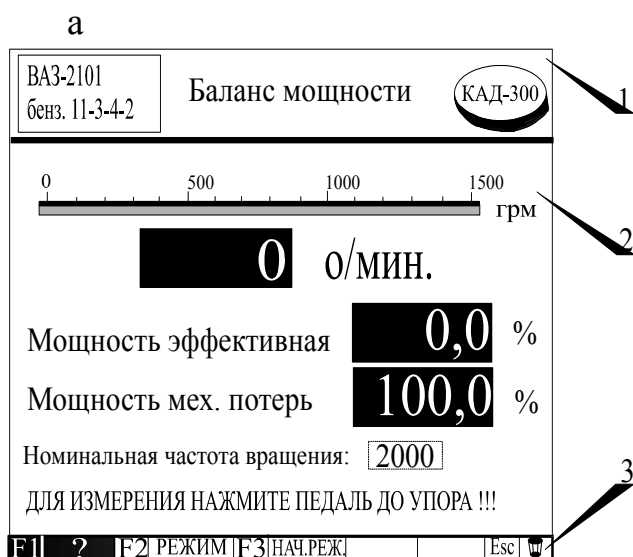 а
ВАЗ-2101
бенз. 11-3-4-2
Баланс мощности
КАД-300
1
0 500 1000 1500
грм
2
0 о/мин.
Мощность эффективная 0,0 %
Мощность мех. потерь 100,0 %
Номинальная частота вращения: 2000
3
ДЛЯ ИЗМЕРЕНИЯ НАЖМИТЕ ПЕДАЛЬ ДО УПОРА !!!
F1 ? F2 РЕЖИМ F3 НАЧ.РЕЖ. Esc